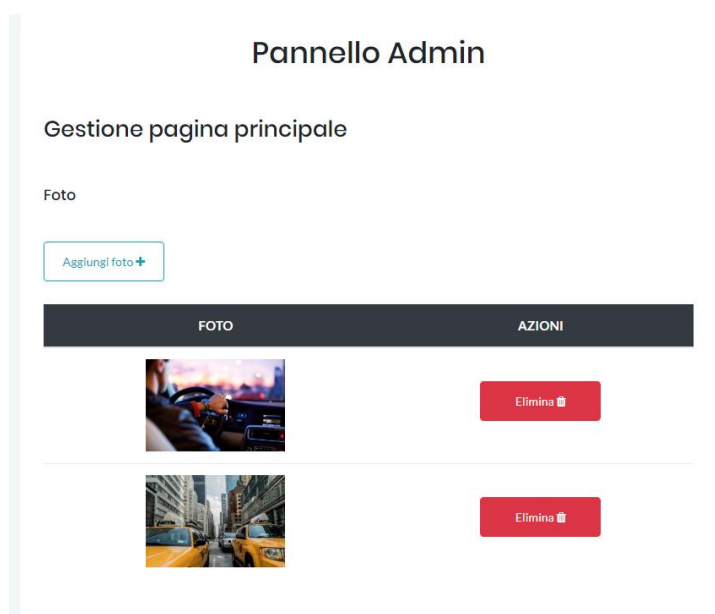 Pannello Admin
Gestione pagina principale
Foto
Aggiungi foto
FOTO AZIONI
Elimina
Elimina